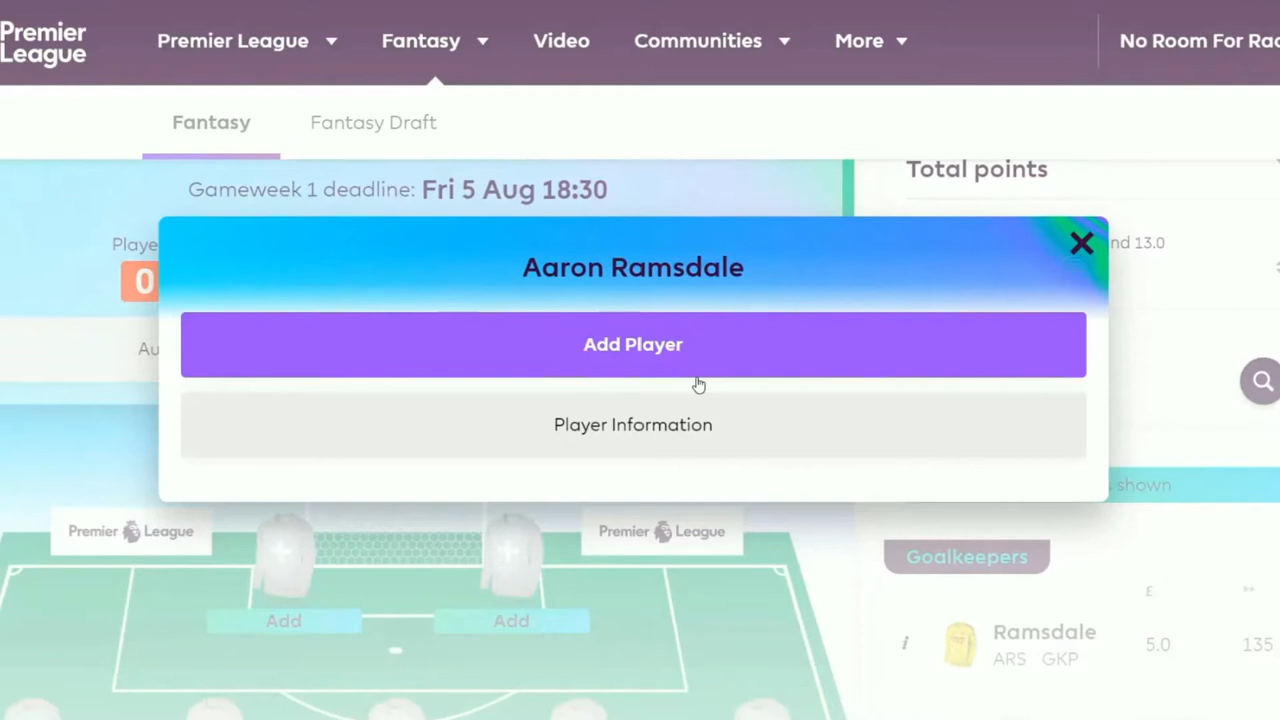 Premier
League
Premier League
Fantasy
Video
Communities
More
No Room For Rac
Fantasy
Fantasy Draft
Gameweek 1 deadline: Fri 5 Aug 18:30
Total points
Playe
0
nd 13.0
Aaron Ramsdale
Add Player
Player Information
Au
s shown
Premier League
Premier League
Add
Add
Goalkeepers
£
**
i
Ramsdale
5.0
135
ARS GKP